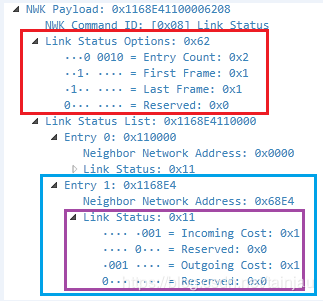 NWK Payload: 0x1168E41100006208
NWK Command ID: [0x08] Link Status
Link Status Options: 0x62
···0 0010 = Entry Count: 0x2
··1· ···· = First Frame: 0x1
·1·· ···· = Last Frame: 0x1
0··· ···· = Reserved: 0x0
Link Status List: 0x1168E4110000
Entry 0: 0x110000
Neighbor Network Address: 0x0000
Link Status: 0x11
Entry 1: 0x1168E4
Neighbor Network Address: 0x68E4
Link Status: 0x11
···· ·001 = Incoming Cost: 0x1
···· 0··· = Reserved: 0x0
·001 ···· = Outgoing Cost: 0x1
0··· ···· = Reserved: 0x0